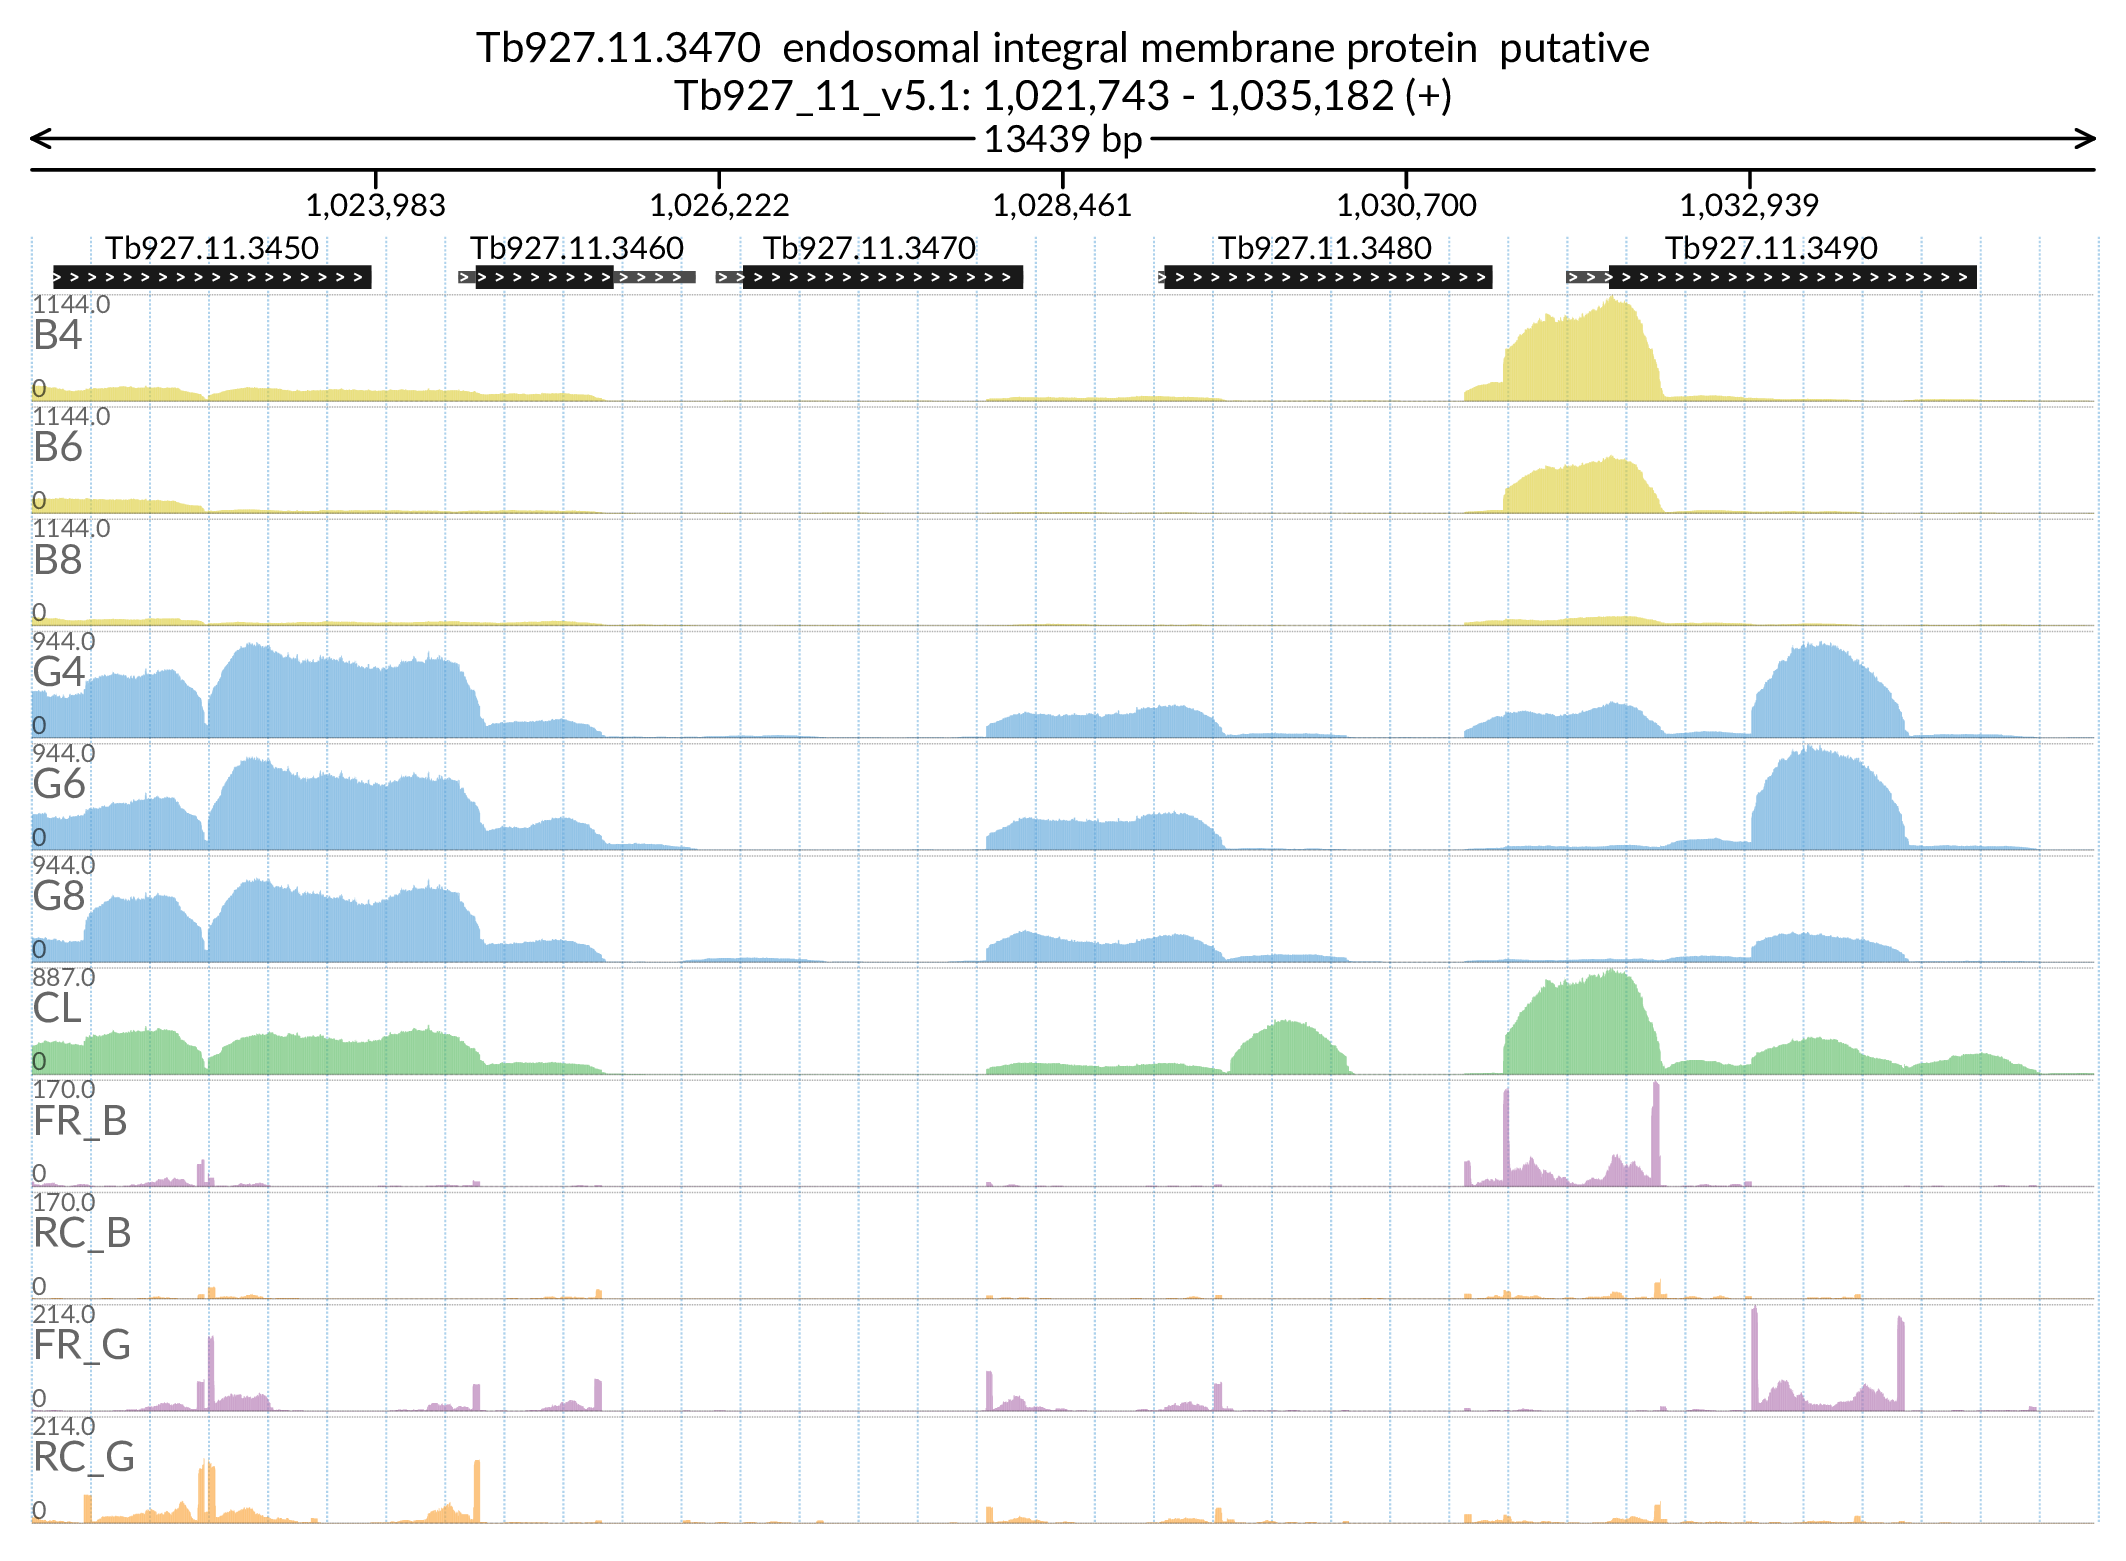 Tb927.11.3470  endosomal integral membrane protein  putative
Tb927_11_v5.1: 1,021,743 - 1,035,182 (+)
13439 bp
1,023,983 1,026,222 1,028,461 1,030,700 1,032,939
Tb927.11.3450 Tb927.11.3460 Tb927.11.3470 Tb927.11.3480 Tb927.11.3490
1144.0
B4
0
1144.0
B6
0
1144.0
B8
0
944.0
G4
0
944.0
G6
0
944.0
G8
0
887.0
CL
0
170.0
FR_B
0
170.0
RC_B
0
214.0
FR_G
0
214.0
RC_G
0